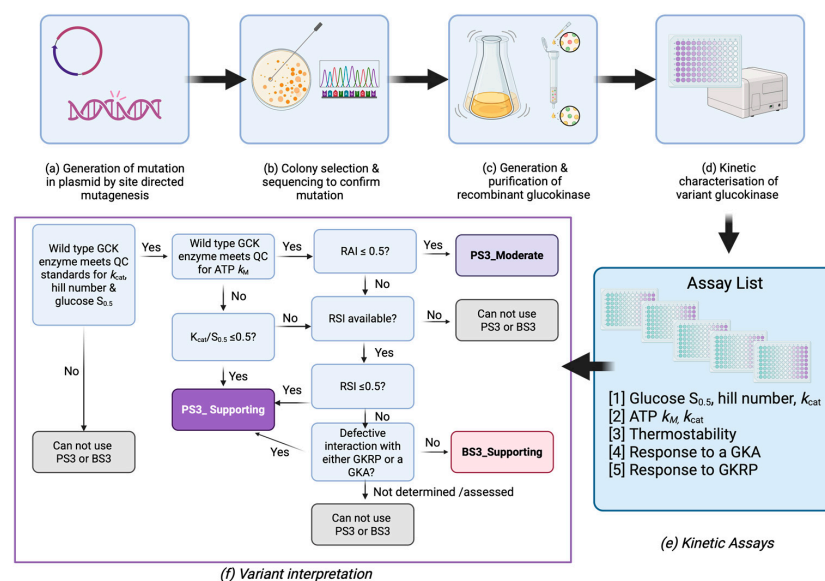 (a) Generation of mutation
in plasmid by site directed
mutagenesis
(b) Colony selection &
sequencing to confirm
mutation
(c) Generation &
purification of
recombinant glucokinase
(d) Kinetic
characterisation of
variant glucokinase
Wild type GCK
enzyme meets QC
standards for kcat,
hill number &
glucose S0.5
Yes
Wild type GCK
enzyme meets QC
for ATP kM
Yes
RAI ≤ 0.5?
Yes
PS3_Moderate
No
No
Kcat/S0.5 ≤0.5?
No
RSI available?
No
Can not use
PS3 or BS3
No
Yes
Yes
PS3_ Supporting
Yes
RSI ≤0.5?
No
Can not use
PS3 or BS3
Yes
Defective
interaction with
either GKRP or a
GKA?
No
BS3_Supporting
Not determined /assessed
Can not use
PS3 or BS3
(f) Variant interpretation
Assay List
[1] Glucose S0.5, hill number, kcat
[2] ATP kM, kcat
[3] Thermostability
[4] Response to a GKA
[5] Response to GKRP
(e) Kinetic Assays